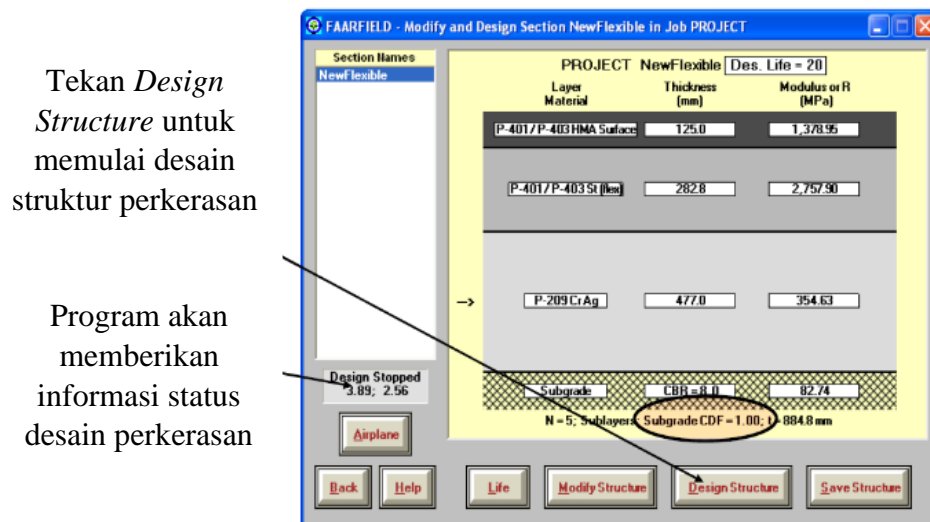 Tekan Design
Structure untuk
memulai desain
struktur perkerasan
Program akan
memberikan
informasi status
desain perkerasan
FAARFIELD - Modify and Design Section NewFlexible in Job PROJECT
Section Names
NewFlexible
PROJECT NewFlexible Des. Life = 20
Layer Thickness Modulus or R
Material (mm) (MPa)
P-401/ P-403 HMA Surface 125.0 1,378.95
P-401/ P-403 St (flex) 282.8 2,757.90
--> P-209 CrAg 477.0 354.63
Subgrade CBR = 8.0 82.74
N = 5; Sublayers; Subgrade CDF = 1.00; t = 884.8 mm
Design Stopped
3.89; 2.56
Airplane
Back Help Life Modify Structure Design Structure Save Structure